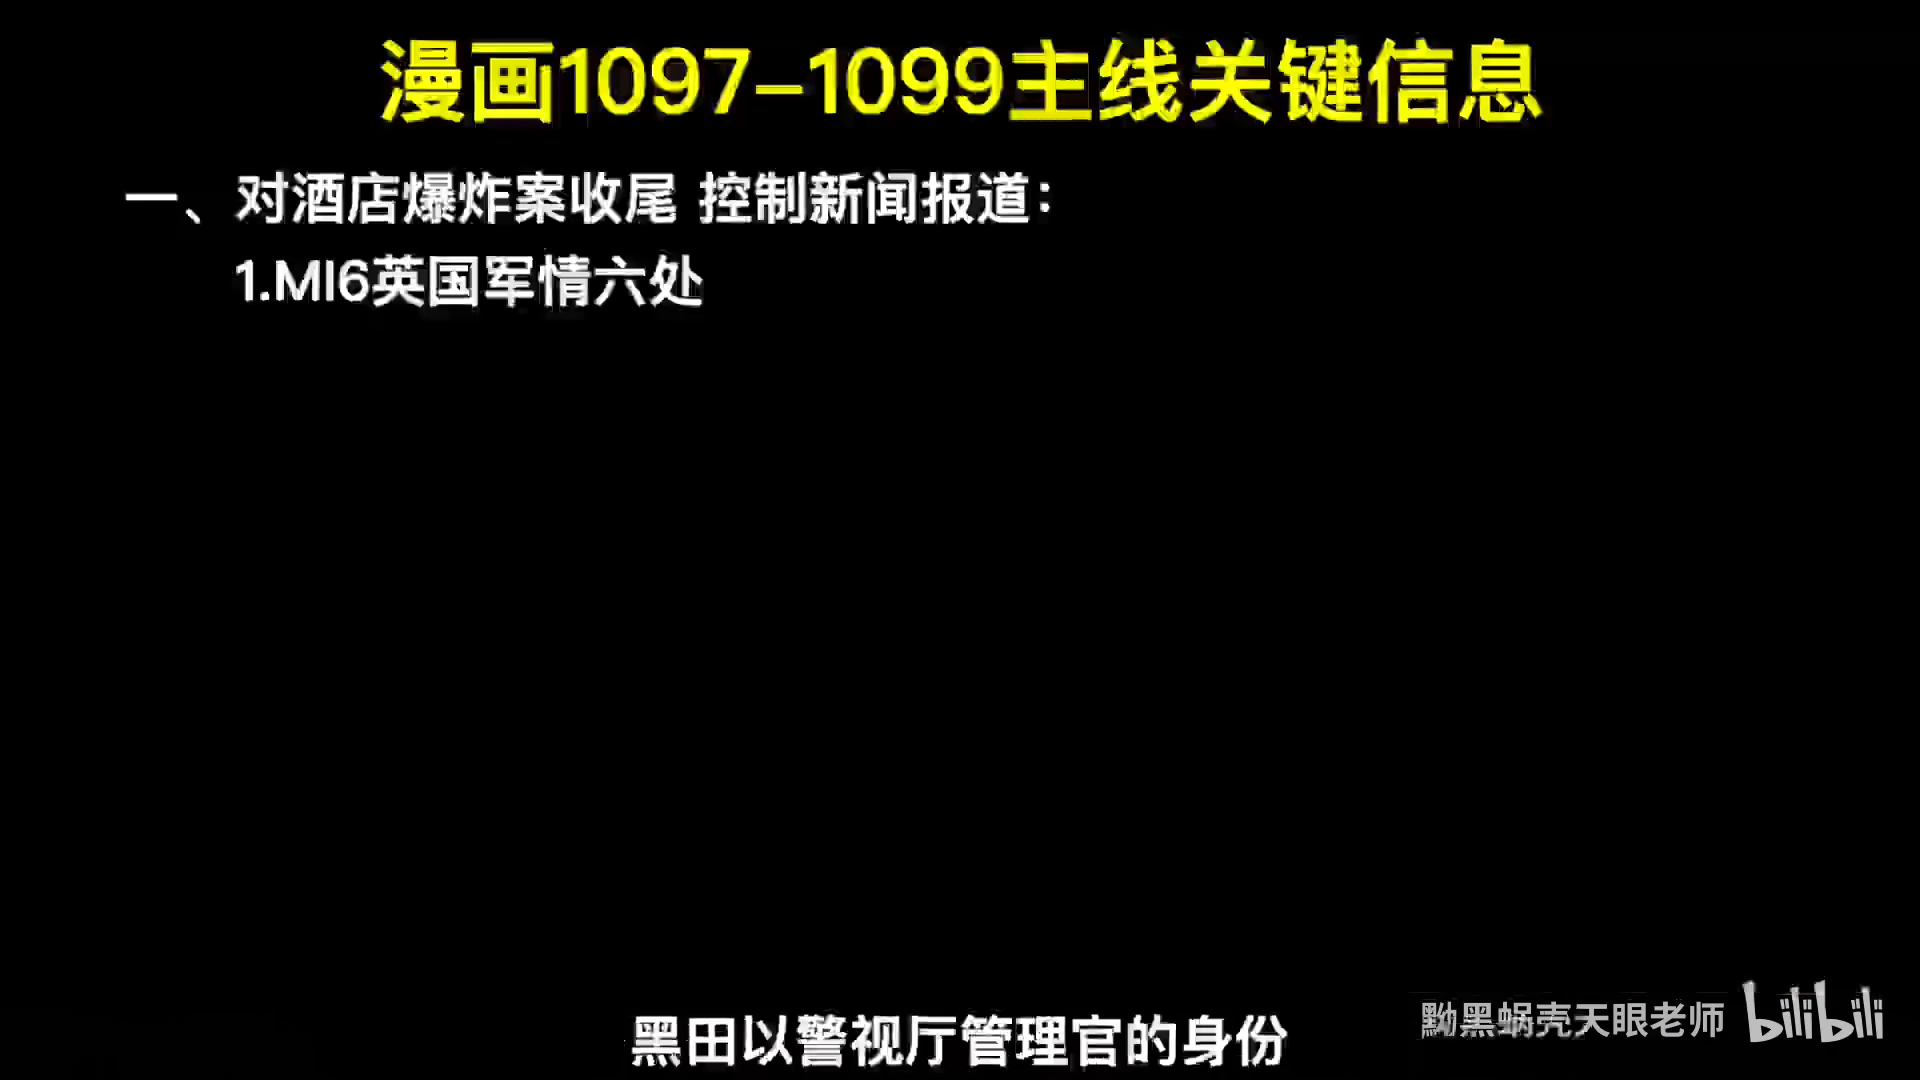 漫画1097-1099主线关键信息
一、对酒店爆炸案收尾 控制新闻报道：
1.MI6英国军情六处
黝黑蜗壳天眼老师 bilibili
黑田以警视厅管理官的身份